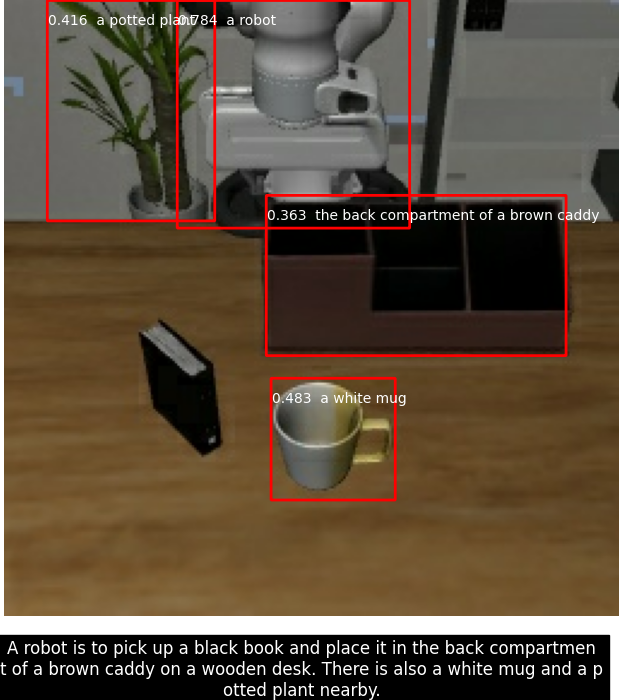 0.416 a potted plant
0.784 a robot
0.363 the back compartment of a brown caddy
0.483 a white mug
A robot is to pick up a black book and place it in the back compartmen
t of a brown caddy on a wooden desk. There is also a white mug and a p
otted plant nearby.